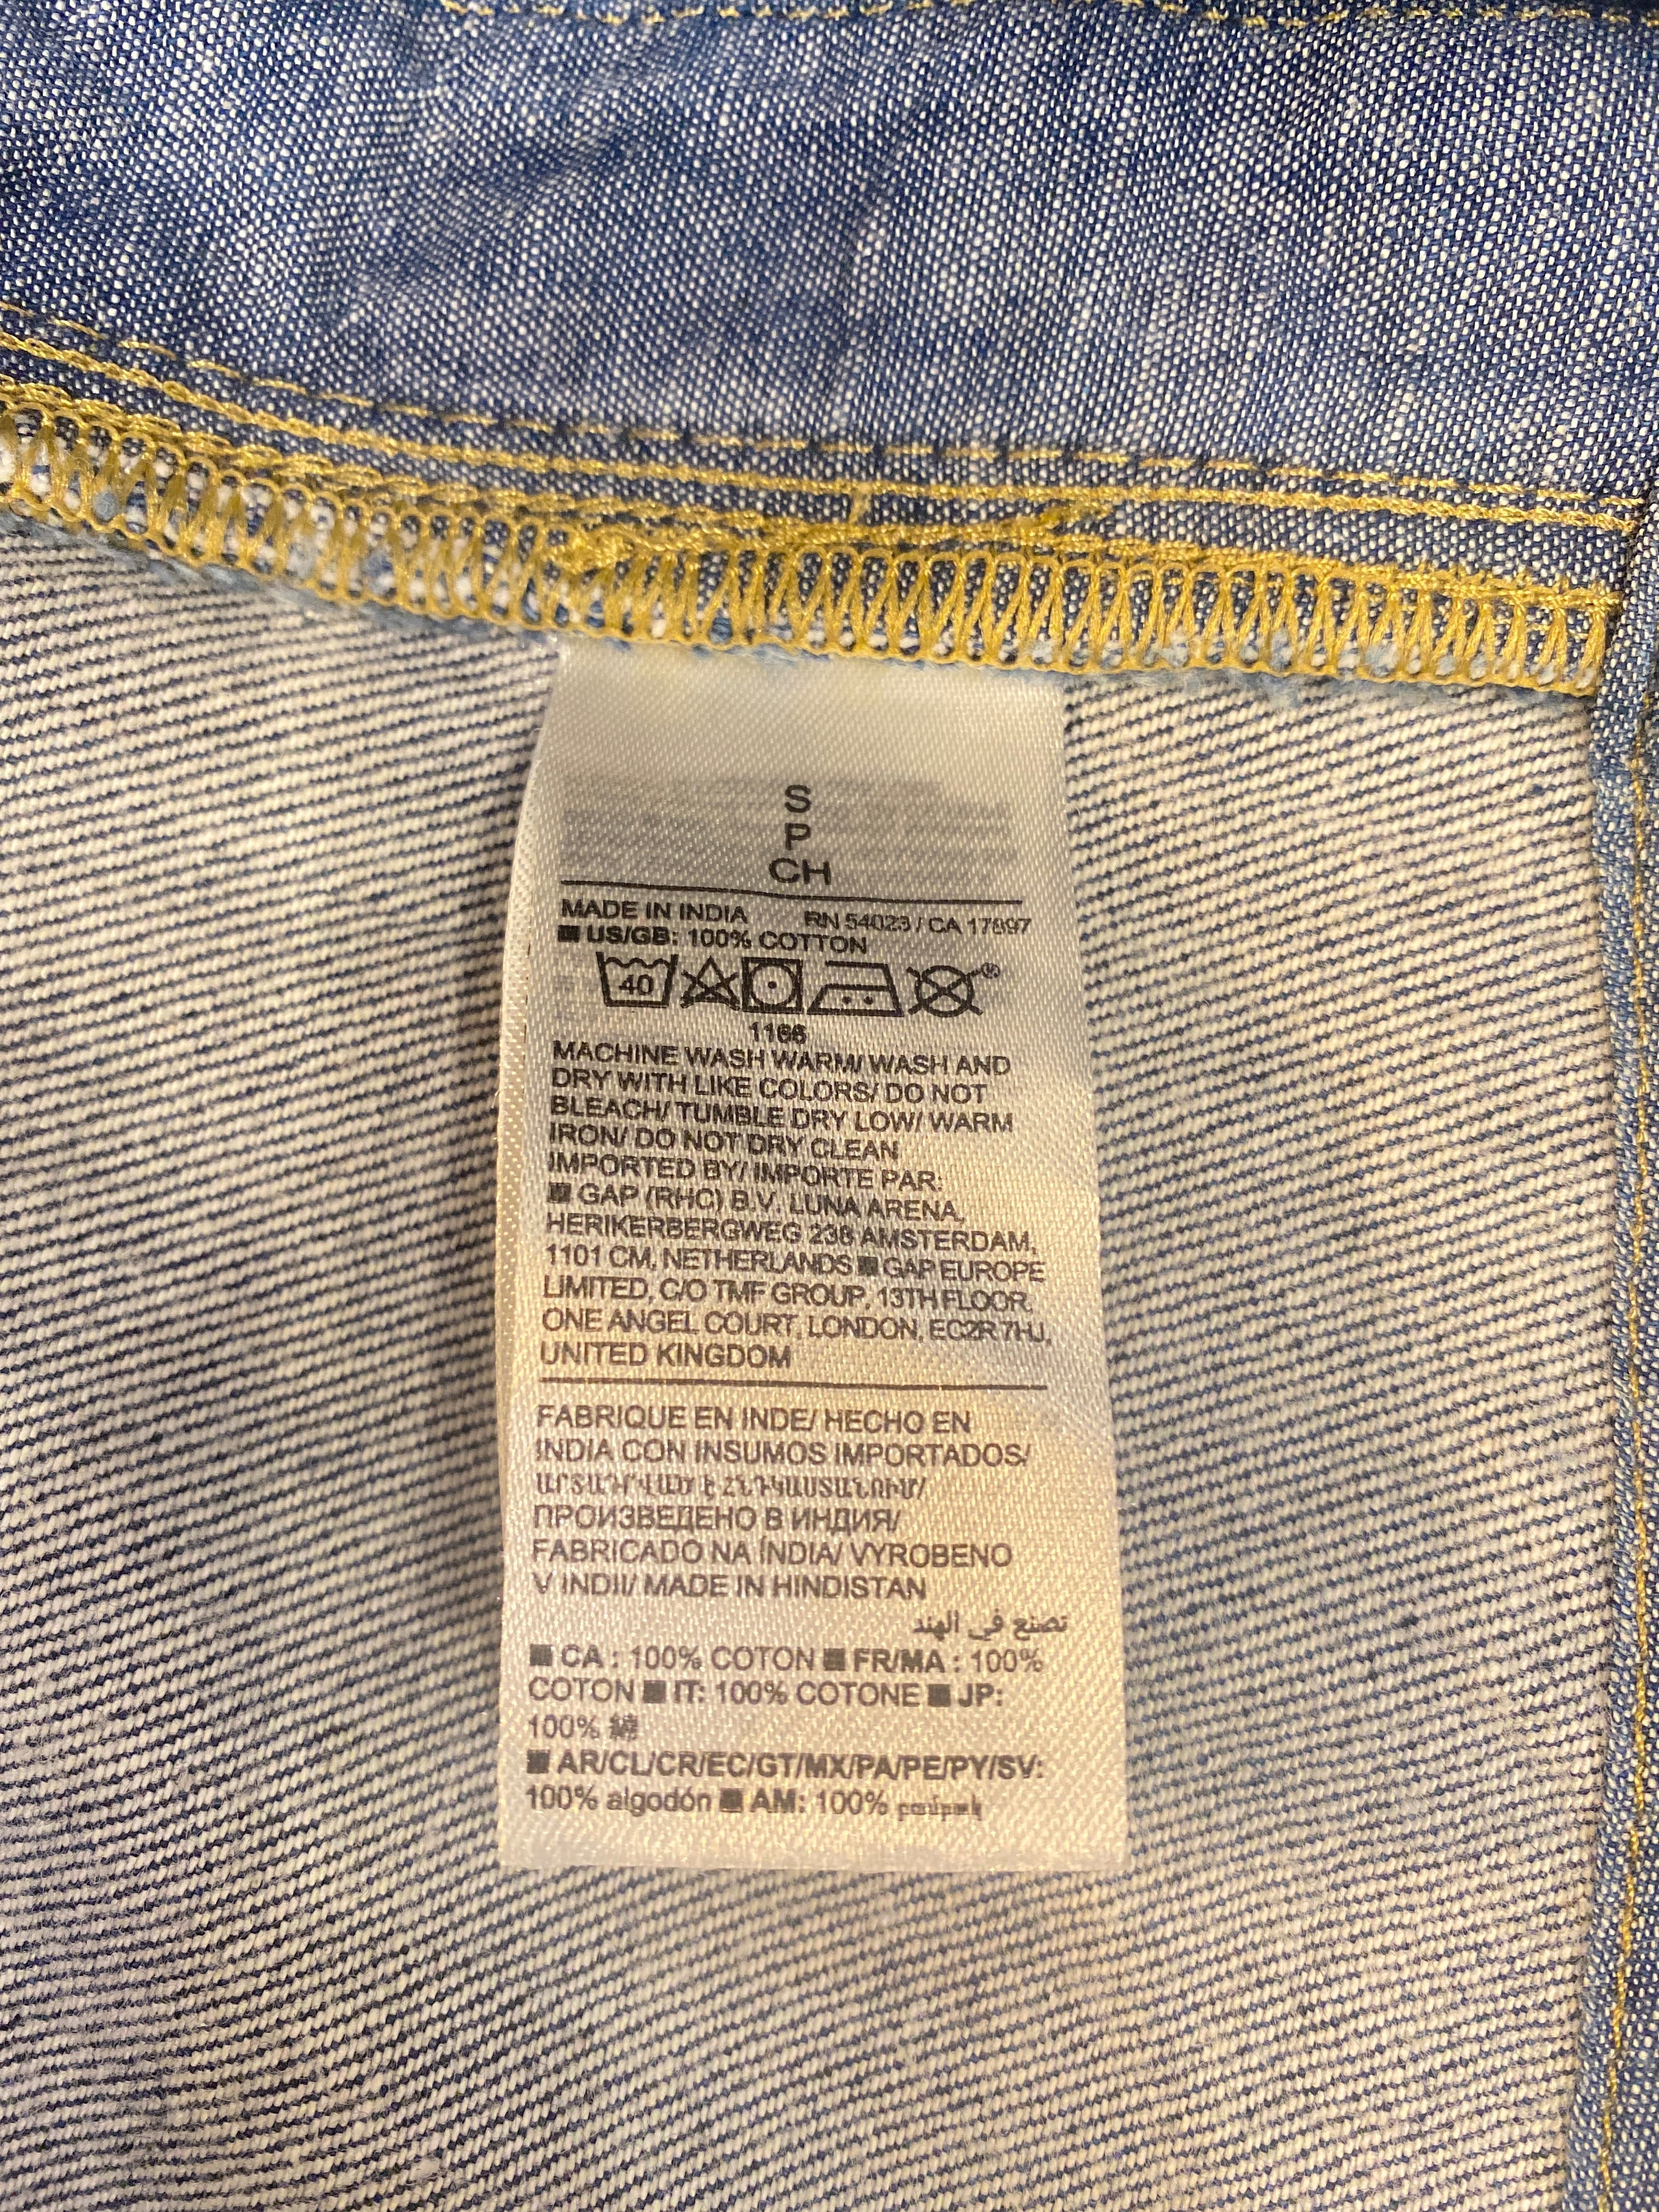 S
P
CH
MADE IN INDIA RN 54023 / CA 17897
■ US/GB: 100% COTTON
40
1166
MACHINE WASH WARM/ WASH AND
DRY WITH LIKE COLORS/ DO NOT
BLEACH/ TUMBLE DRY LOW/ WARM
IRON/ DO NOT DRY CLEAN
IMPORTED BY/ IMPORTE PAR:
■ GAP (RHC) B.V. LUNA ARENA,
HERIKERBERGWEG 238 AMSTERDAM,
1101 CM, NETHERLANDS ■ GAP EUROPE
LIMITED, C/O TMF GROUP, 13TH FLOOR,
ONE ANGEL COURT, LONDON, EC2R 7HJ,
UNITED KINGDOM
FABRIQUE EN INDE/ HECHO EN
INDIA CON INSUMOS IMPORTADOS/
ԱՐՏԱԴՐՎԱԾ Է ՀՆԴԿԱՍՏԱՆՈՒՄ/
ПРОИЗВЕДЕНО В ИНДИЯ/
FABRICADO NA ÍNDIA/ VYROBENO
V INDII/ MADE IN HINDISTAN
تصنع في الهند
■ CA : 100% COTON ■ FR/MA : 100%
COTON ■ IT: 100% COTONE ■ JP:
100% 綿
■ AR/CL/CR/EC/GT/MX/PA/PE/PY/SV:
100% algodón ■ AM: 100% բամբակ